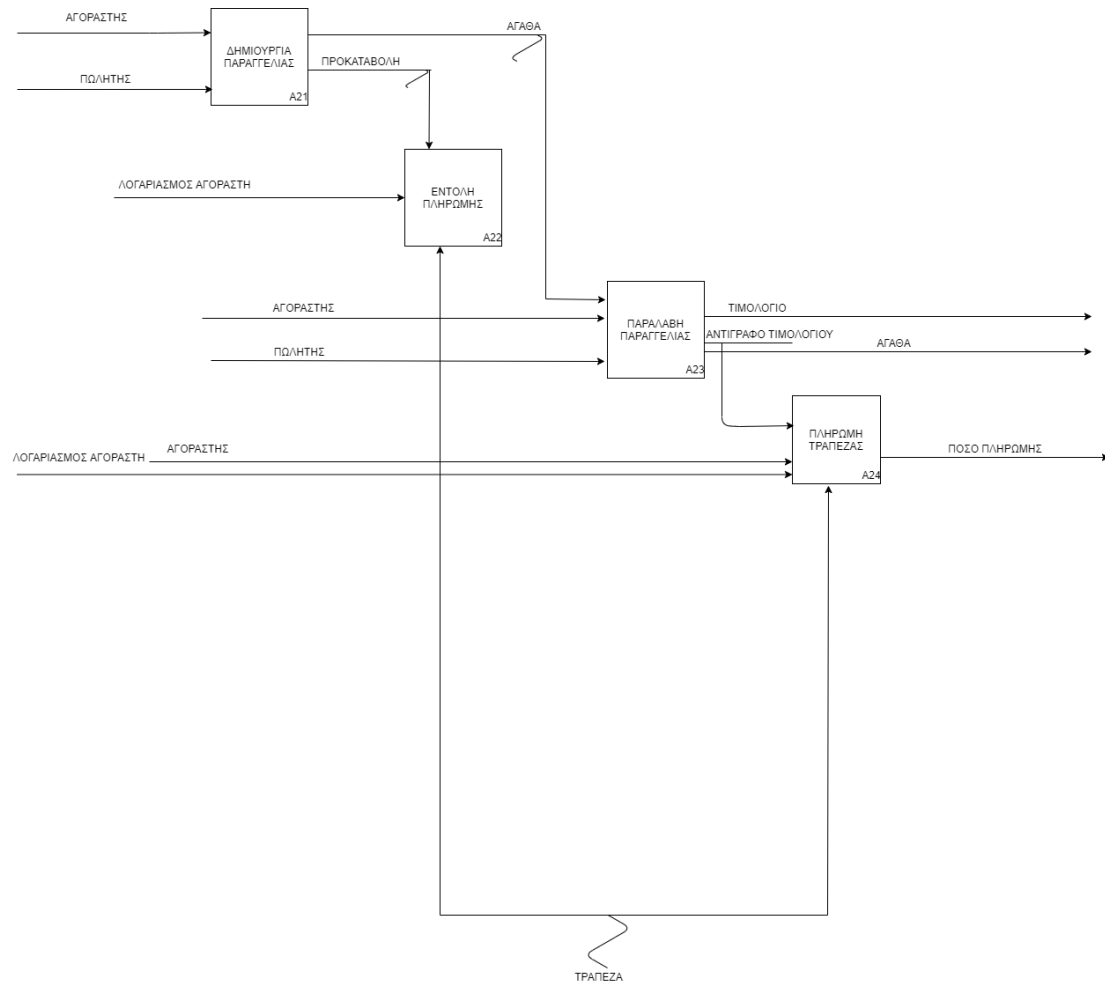 ΑΓΟΡΑΣΤΗΣ
ΑΓΑΘΑ
ΔΗΜΙΟΥΡΓΙΑ
ΠΑΡΑΓΓΕΛΙΑΣ
ΠΡΟΚΑΤΑΒΟΛΗ
ΠΩΛΗΤΗΣ
A21
ΛΟΓΑΡΙΑΣΜΟΣ ΑΓΟΡΑΣΤΗ
ΕΝΤΟΛΗ
ΠΛΗΡΩΜΗΣ
A22
ΑΓΟΡΑΣΤΗΣ
ΤΙΜΟΛΟΓΙΟ
ΠΑΡΑΛΑΒΗ
ΠΑΡΑΓΓΕΛΙΑΣ
ΑΝΤΙΓΡΑΦΟ ΤΙΜΟΛΟΓΙΟΥ
ΑΓΑΘΑ
ΠΩΛΗΤΗΣ
A23
ΠΛΗΡΩΜΗ
ΤΡΑΠΕΖΑΣ
ΑΓΟΡΑΣΤΗΣ
ΠΟΣΟ ΠΛΗΡΩΜΗΣ
ΛΟΓΑΡΙΑΣΜΟΣ ΑΓΟΡΑΣΤΗ
A24
ΤΡΑΠΕΖΑ